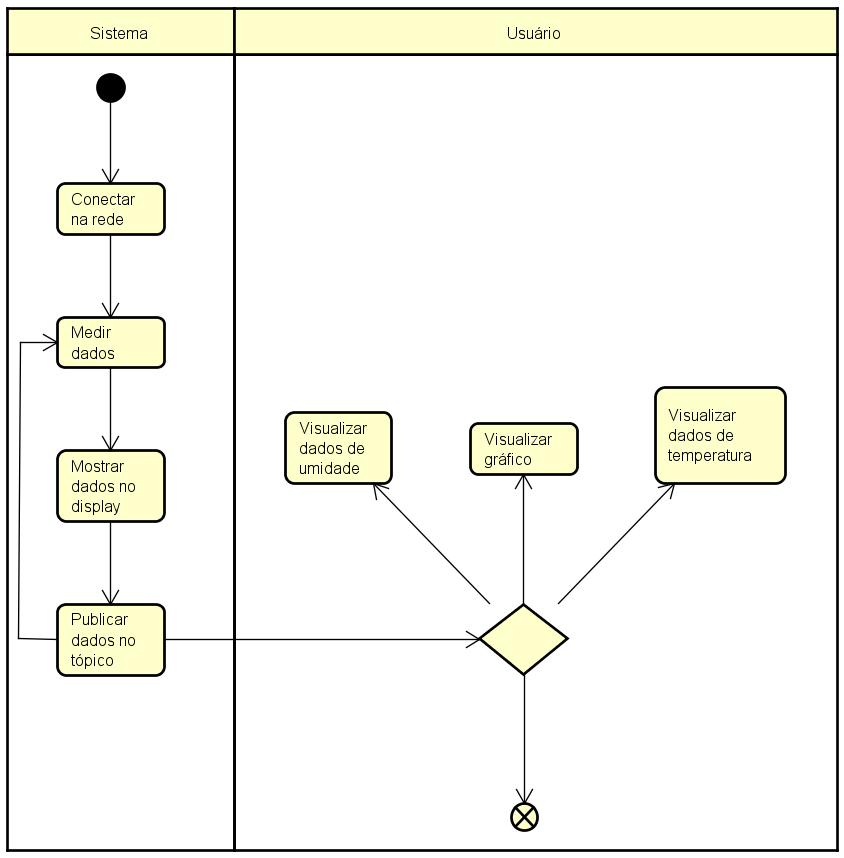 Sistema
Usuário
Conectar
na rede
Medir
dados
Mostrar
dados no
display
Publicar
dados no
tópico
Visualizar
dados de
umidade
Visualizar
gráfico
Visualizar
dados de
temperatura